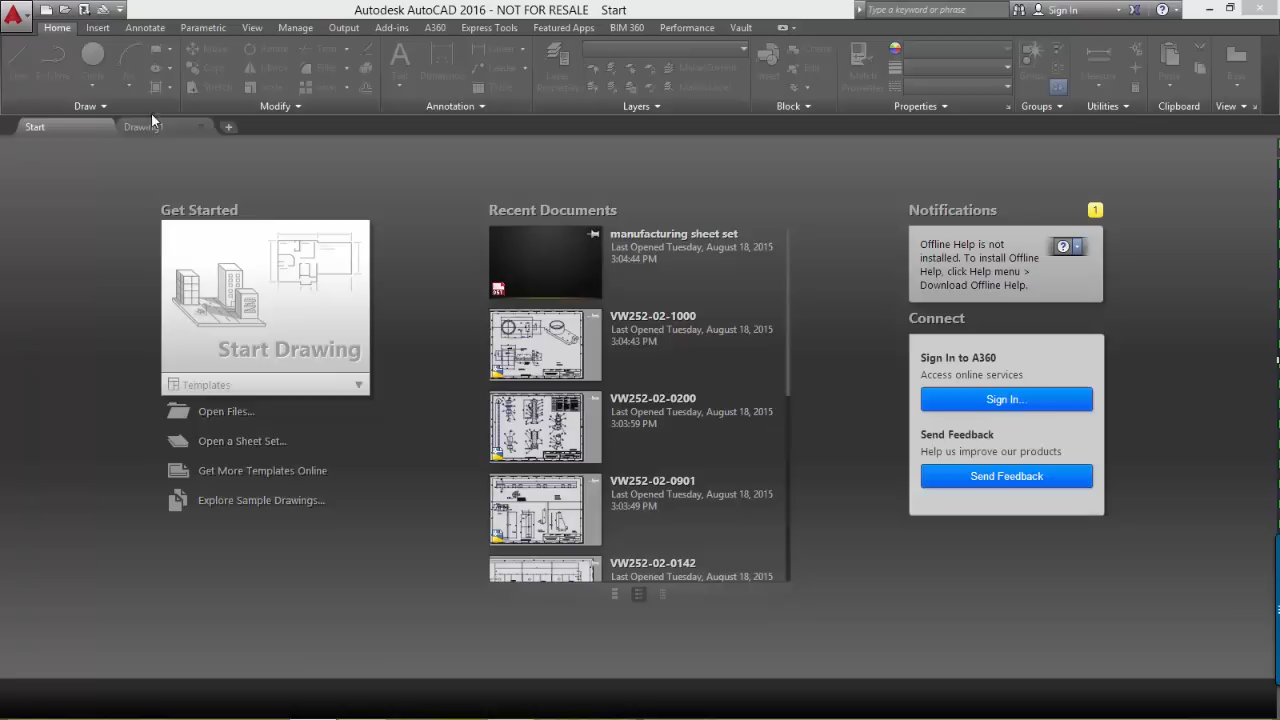 Autodesk AutoCAD 2016 - NOT FOR RESALE Start
Type a keyword or phrase
Sign In
Home Insert Annotate Parametric View Manage Output Add-ins A360 Express Tools Featured Apps BIM 360 Performance Vault
Draw Modify Annotation Layers Block Properties Groups Utilities Clipboard View
Start
Get Started
Start Drawing
Templates
Open Files...
Open a Sheet Set...
Get More Templates Online
Explore Sample Drawings...
Recent Documents
manufacturing sheet set
Last Opened Tuesday, August 18, 2015
3:04:44 PM
VW252-02-1000
Last Opened Tuesday, August 18, 2015
3:04:43 PM
VW252-02-0200
Last Opened Tuesday, August 18, 2015
3:03:59 PM
VW252-02-0901
Last Opened Tuesday, August 18, 2015
3:03:49 PM
VW252-02-0142
Last Opened Tuesday, August 18, 2015
Notifications
1
Offline Help is not
installed. To install Offline
Help, click Help menu >
Download Offline Help.
Connect
Sign In to A360
Access online services
Sign In...
Send Feedback
Help us improve our products
Send Feedback